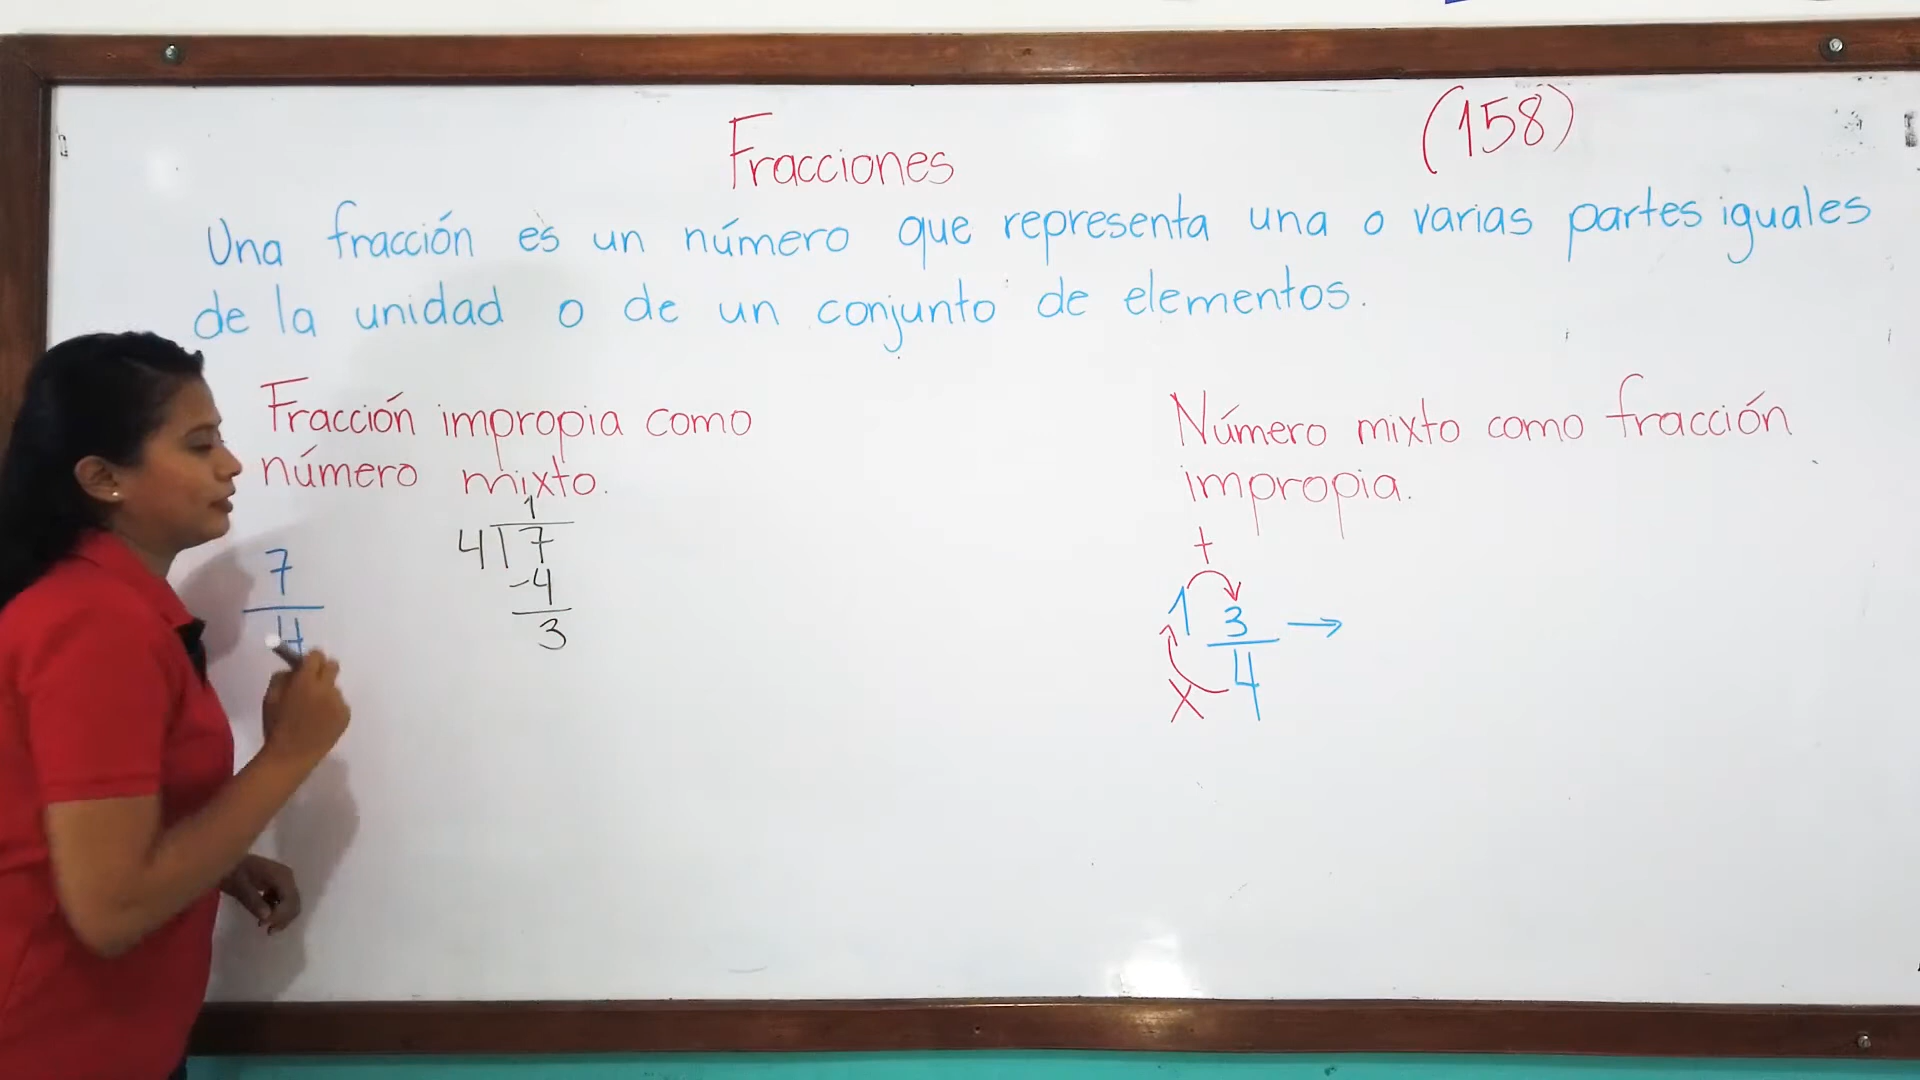 Fracciones
(158)
Una fracción es un número que representa una o varias partes iguales
de la unidad o de un conjunto de elementos.
Fracción impropia como
número mixto.
7
4
1
4 7
-4
3
Número mixto como fracción
impropia.
+
1 3 →
4
x